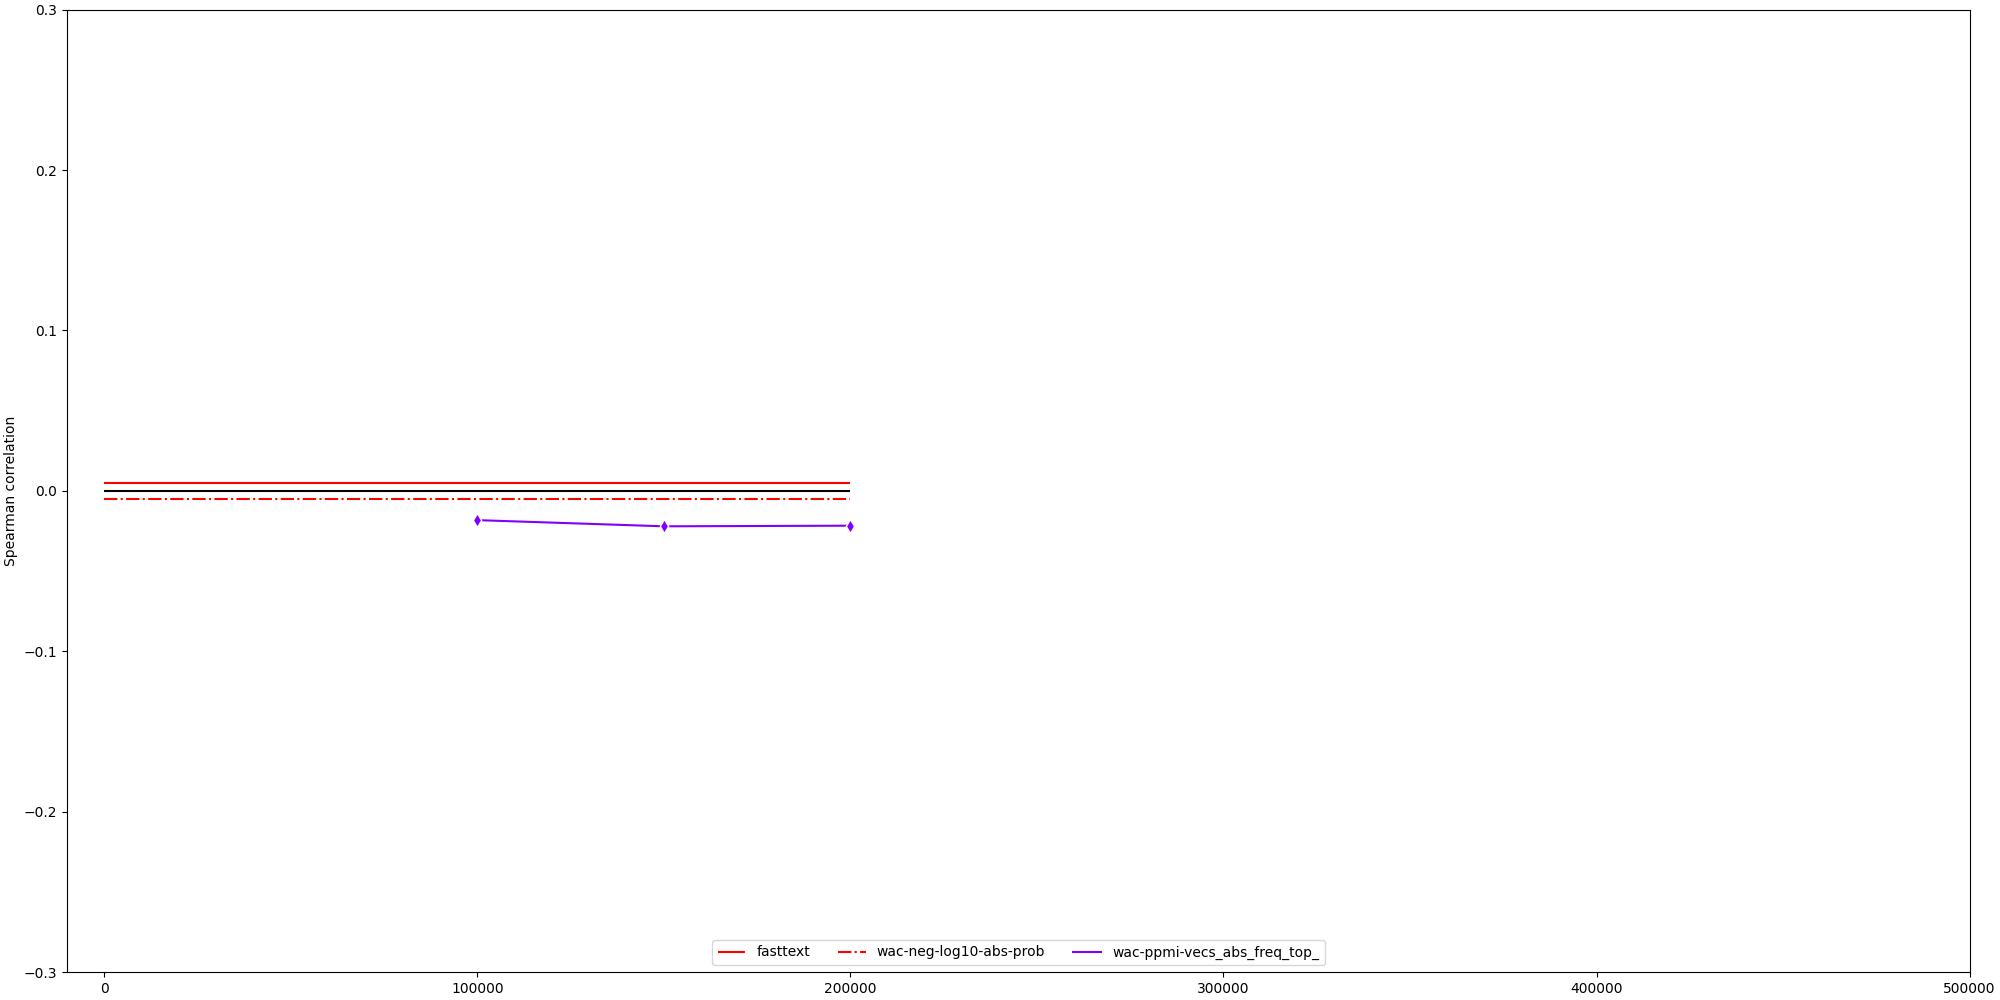 0.3
0.2
0.1
0.0
−0.1
−0.2
−0.3
Spearman correlation
fasttext wac-neg-log10-abs-prob wac-ppmi-vecs_abs_freq_top_
0 100000 200000 300000 400000 500000